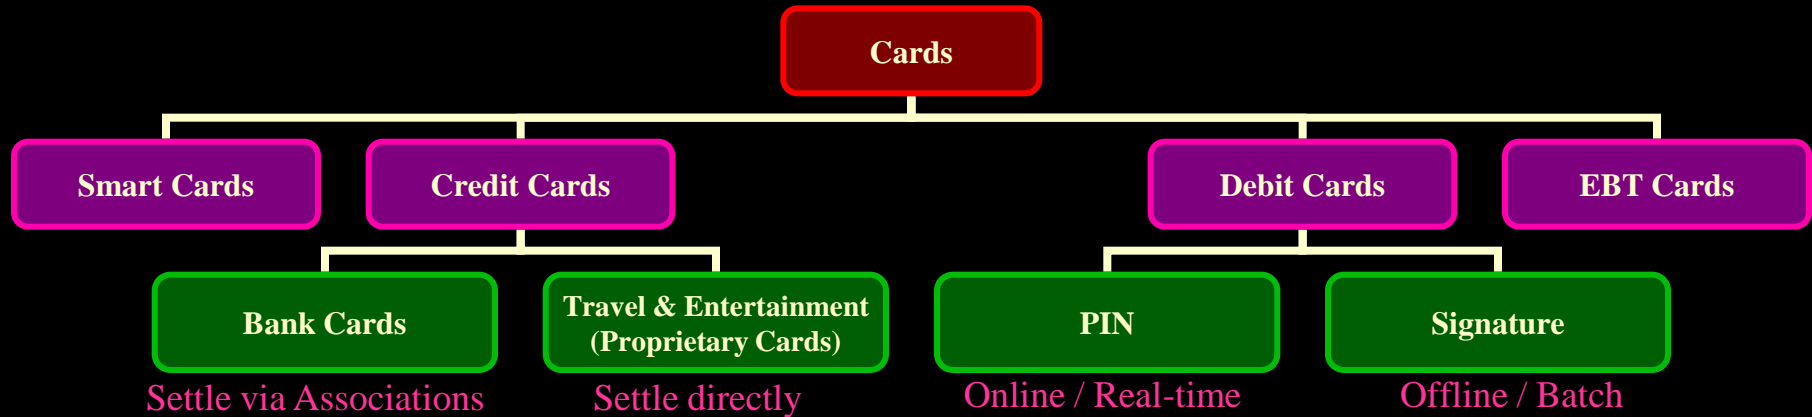 Cards
Smart Cards
Credit Cards
Debit Cards
EBT Cards
Bank Cards
Travel & Entertainment
(Proprietary Cards)
PIN
Signature
Settle via Associations
Settle directly
Online / Real-time
Offline / Batch